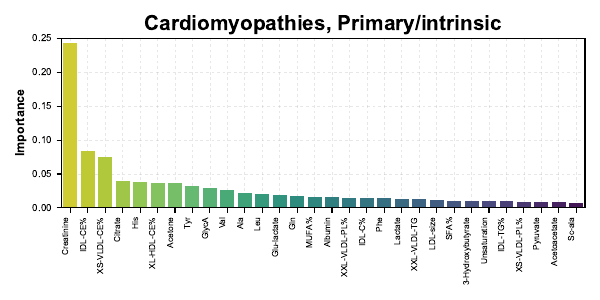 Cardiomyopathies, Primary/intrinsic
Importance
0.25
0.20
0.15
0.10
0.05
0.00
Creatinine
IDL-CE%
XS-VLDL-CE%
Citrate
His
XL-HDL-CE%
Acetone
Tyr
GlycA
Val
Ala
Leu
Glu-lactate
Gln
MUFA%
Albumin
XXL-VLDL-PL%
IDL-C%
Phe
Lactate
XXL-VLDL-TG
LDL-size
SFA%
3-Hydroxybutyrate
Unsaturation
IDL-TG%
XS-VLDL-PL%
Pyruvate
Acetoacetate
Sc-ala